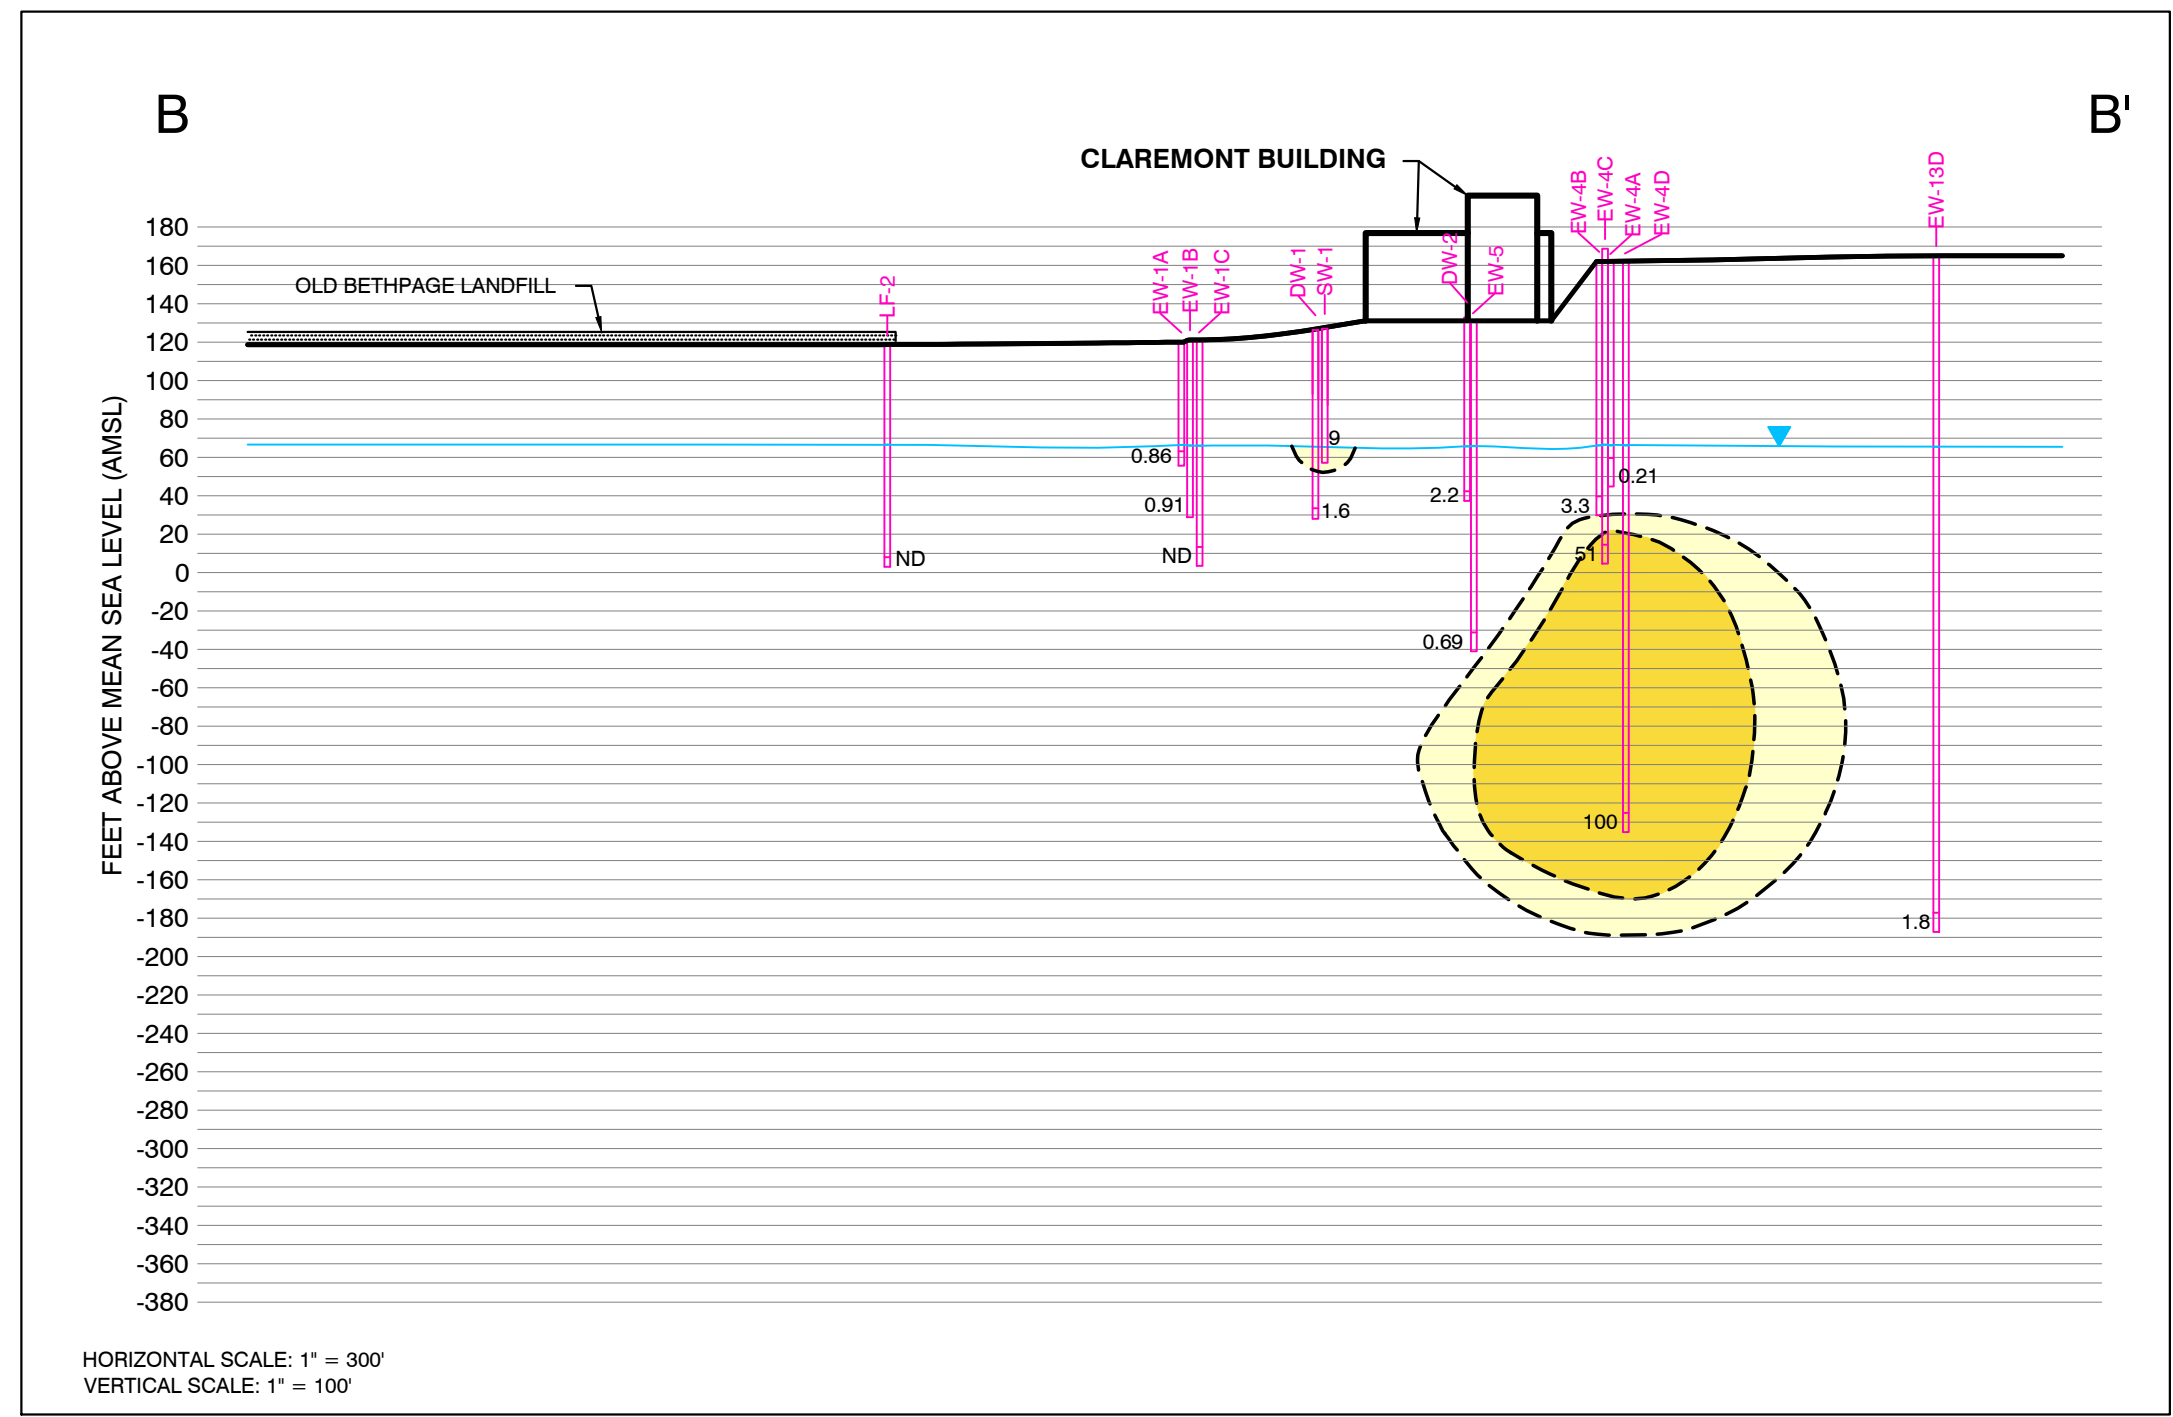 B
B'
CLAREMONT BUILDING
OLD BETHPAGE LANDFILL
LF-2
EW-1A
EW-1B
EW-1C
DW-1
SW-1
DW-2
EW-5
EW-4B
EW-4C
EW-4A
EW-4D
EW-13D
FEET ABOVE MEAN SEA LEVEL (AMSL)
180
160
140
120
100
80
60
40
20
0
-20
-40
-60
-80
-100
-120
-140
-160
-180
-200
-220
-240
-260
-280
-300
-320
-340
-360
-380
ND
0.86
0.91
ND
9
1.6
2.2
0.69
3.3
0.21
51
100
1.8
HORIZONTAL SCALE: 1" = 300'
VERTICAL SCALE: 1" = 100'